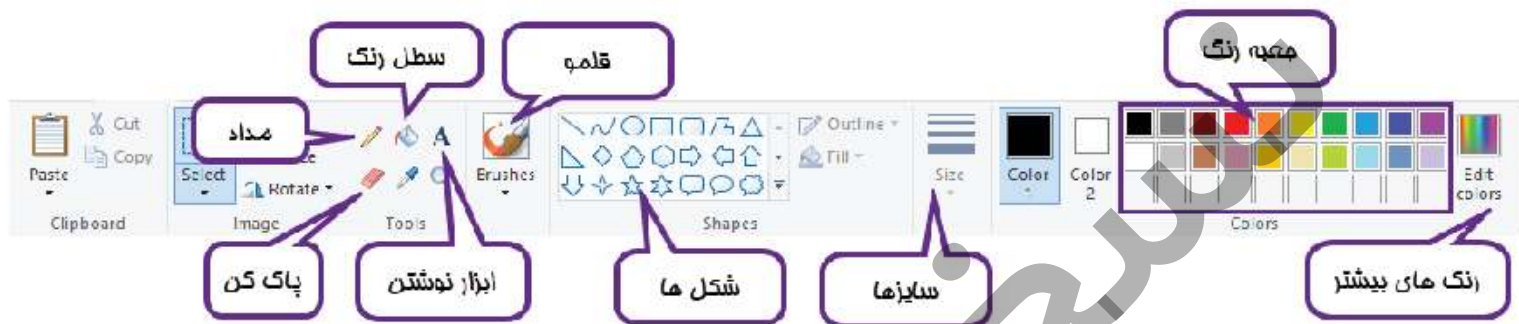 سطل رنگ
قلمو
جعبه رنگ
مداد
Cut
Copy
Paste
Select
Rotate
Brushes
Outline
Fill
Size
Color
Color
2
Edit
colors
Clipboard
Image
Tools
Shapes
Colors
پاک کن
ابزار نوشتن
شکل ها
سایزها
رنگ های بیشتر